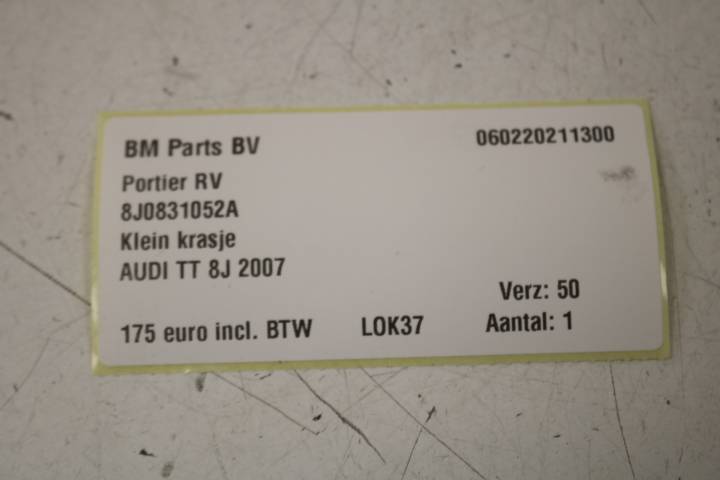 BM Parts BV 060220211300
Portier RV
8J0831052A
Klein krasje
AUDI TT 8J 2007
Verz: 50
175 euro incl. BTW LOK37 Aantal: 1